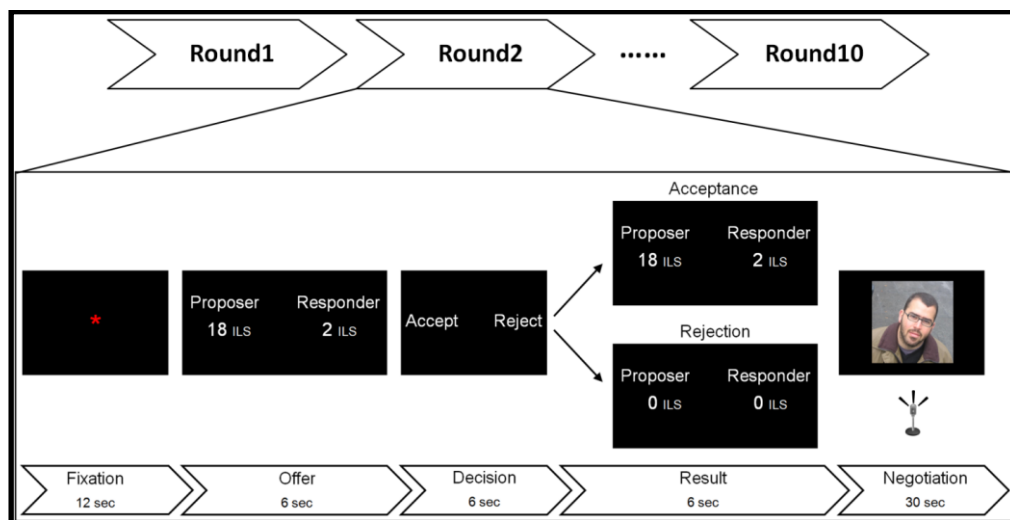 Round1
Round2
......
Round10
Acceptance
Proposer Responder
18 ILS 2 ILS
*
Proposer Responder
18 ILS 2 ILS
Accept Reject
Rejection
Proposer Responder
0 ILS 0 ILS
Fixation
12 sec
Offer
6 sec
Decision
6 sec
Result
6 sec
Negotiation
30 sec